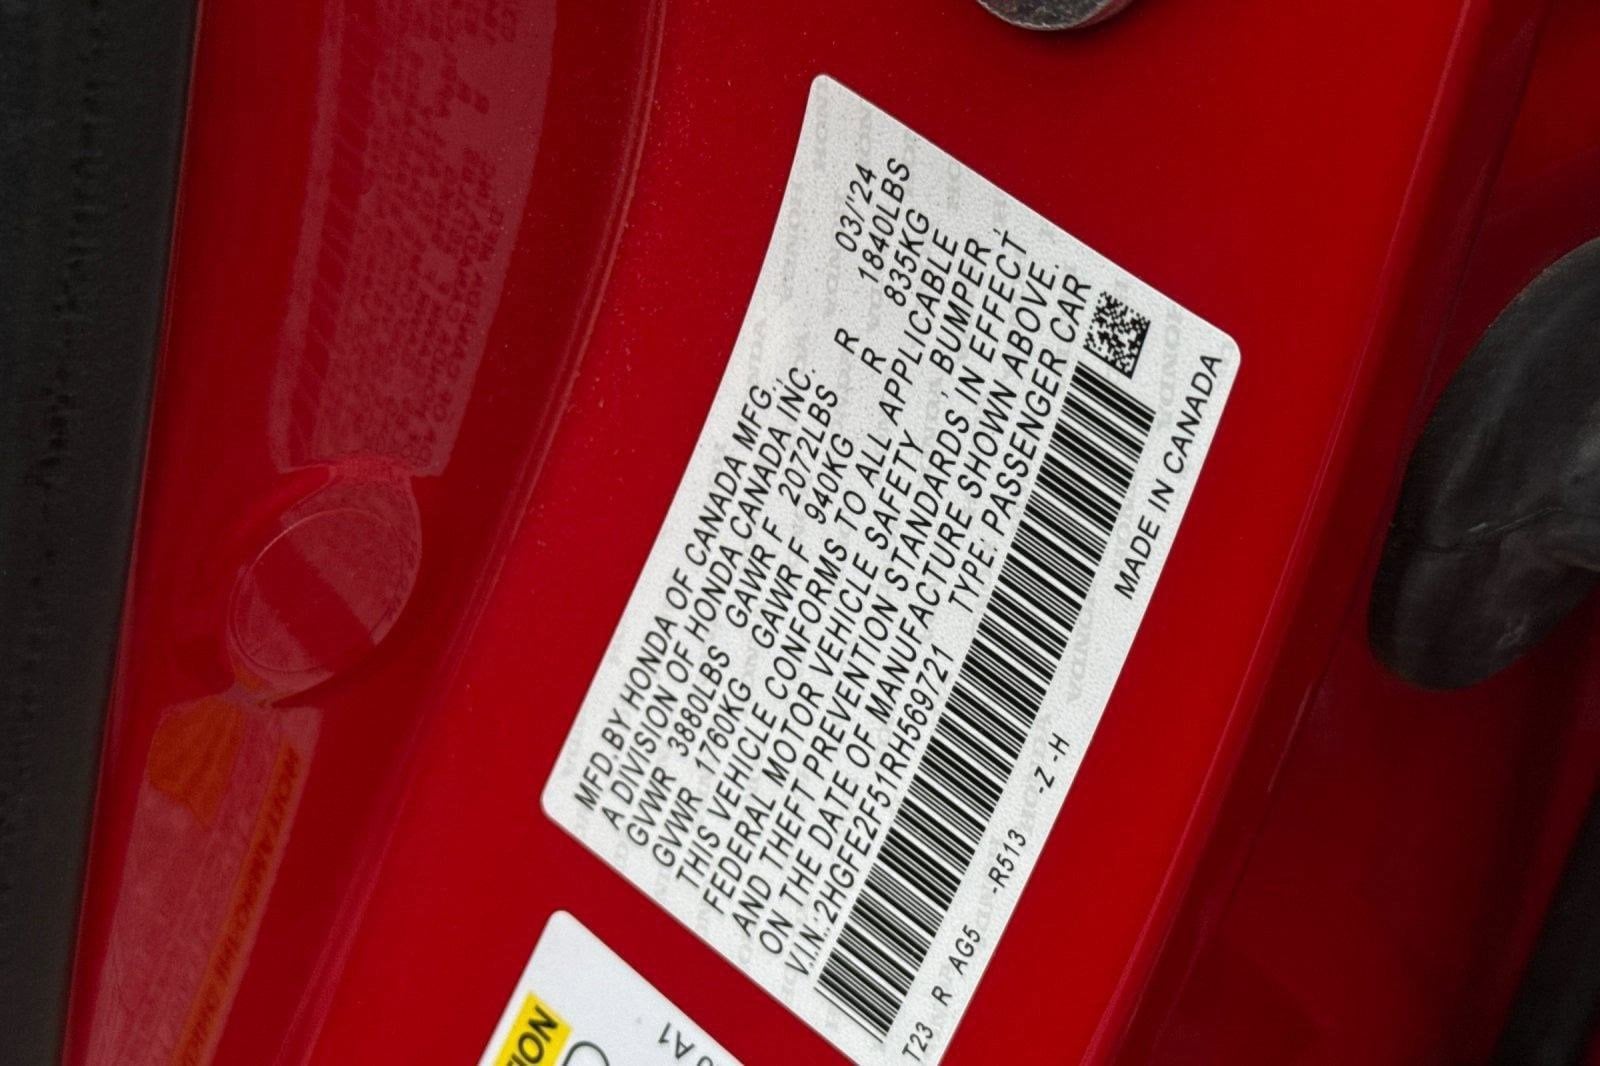 MFD.BY HONDA OF CANADA MFG.,
A DIVISION OF HONDA CANADA INC. 03/'24
GVWR 3880LBS GAWR F 2072LBS R 1840LBS
GVWR 1760KG GAWR F 940KG R 835KG
THIS VEHICLE CONFORMS TO ALL APPLICABLE
FEDERAL MOTOR VEHICLE SAFETY, BUMPER,
AND THEFT PREVENTION STANDARDS IN EFFECT
ON THE DATE OF MANUFACTURE SHOWN ABOVE.
V.I.N.:2HGFE2F51RH569721 TYPE: PASSENGER CAR
MADE IN CANADA
T23 R AG5 -R513 -Z -H
A1